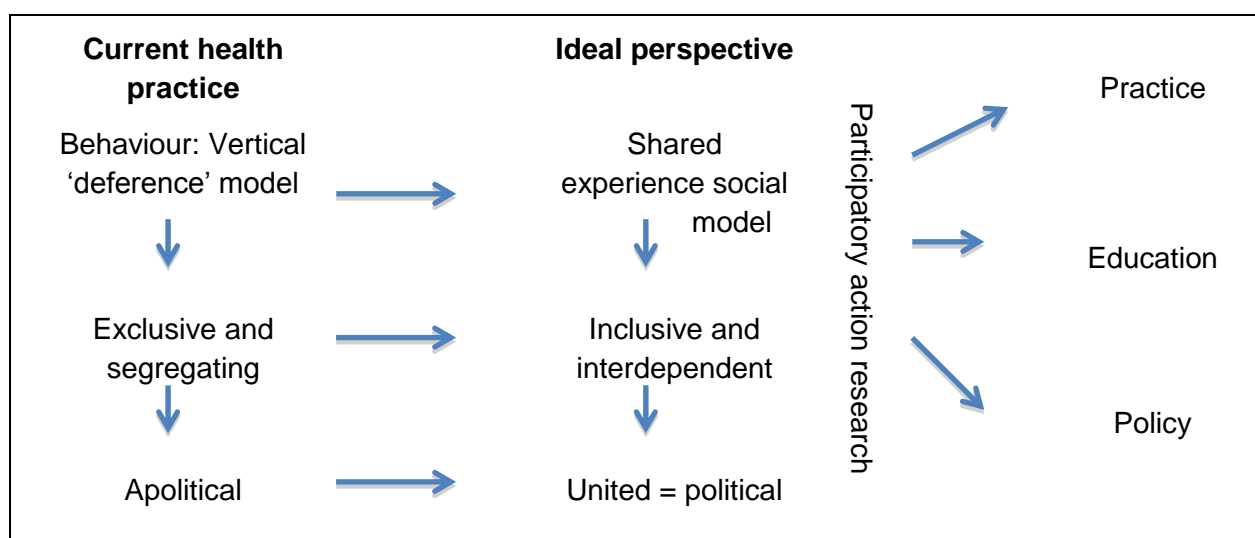 Current health
practice
Behaviour: Vertical
‘deference’ model
Exclusive and
segregating
Apolitical
Ideal perspective
Shared
experience social
model
Inclusive and
interdependent
United = political
Participatory action research
Practice
Education
Policy